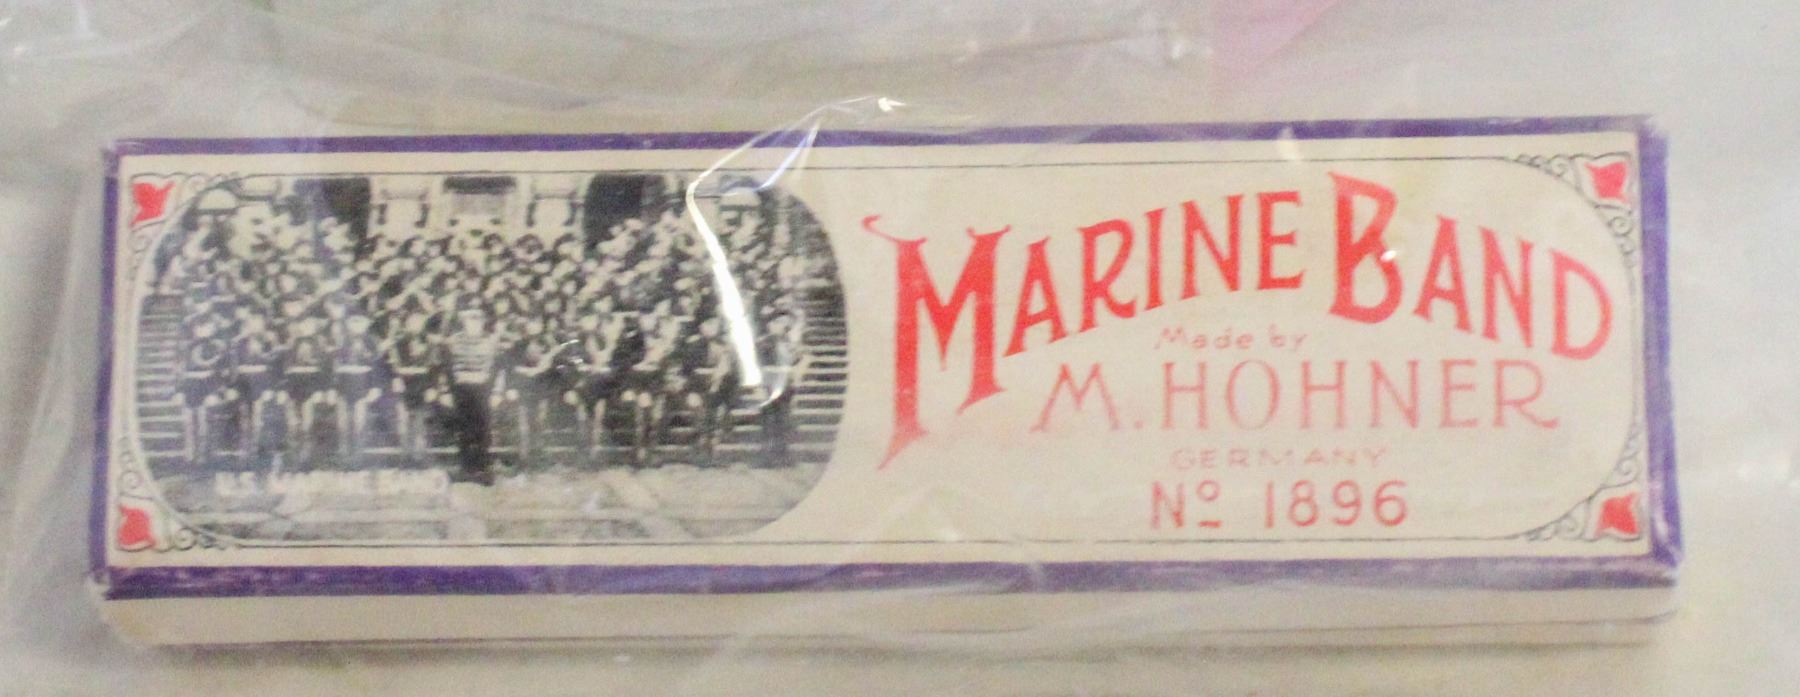 U.S. MARINE BAND
MARINE BAND
Made by
M. HOHNER
GERMANY
Nº 1896